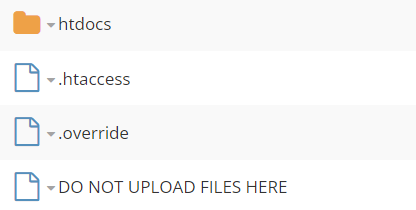 htdocs
.htaccess
.override
DO NOT UPLOAD FILES HERE